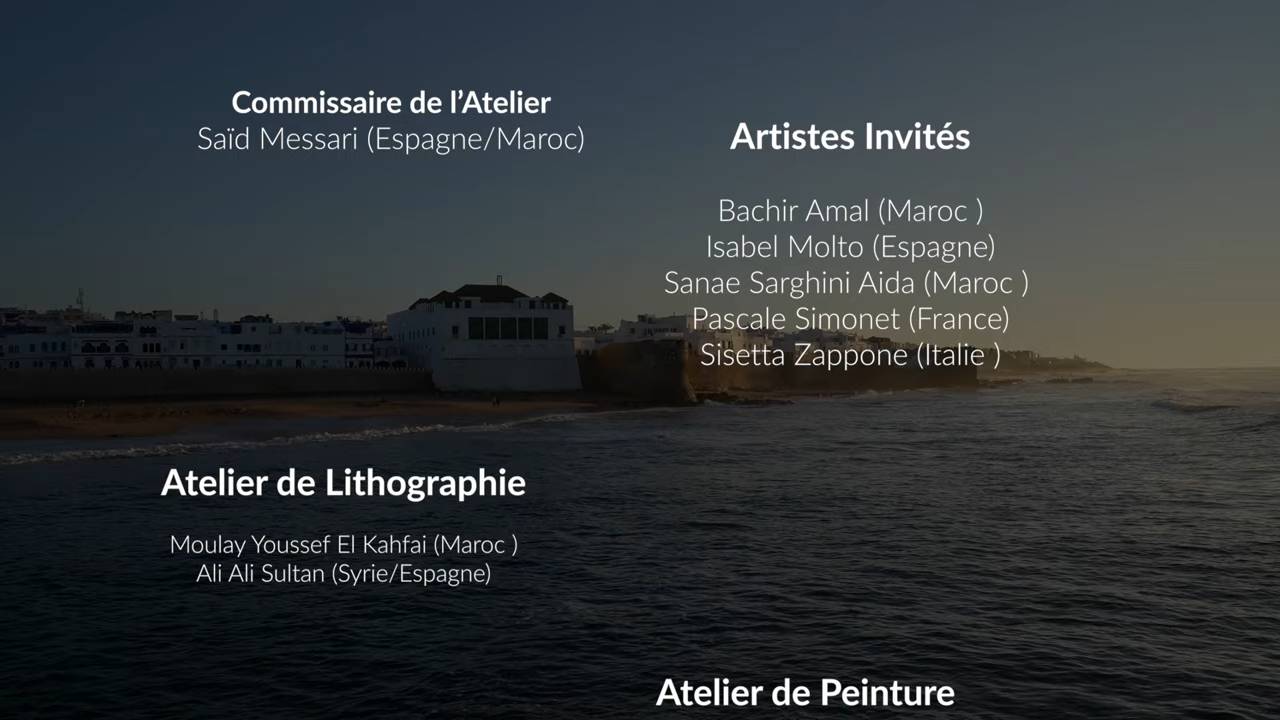 Commissaire de l’Atelier
Saïd Messari (Espagne/Maroc)
Artistes Invités
Bachir Amal (Maroc )
Isabel Molto (Espagne)
Sanae Sarghini Aida (Maroc )
Pascale Simonet (France)
Sisetta Zappone (Italie )
Atelier de Lithographie
Moulay Youssef El Kahfai (Maroc )
Ali Ali Sultan (Syrie/Espagne)
Atelier de Peinture